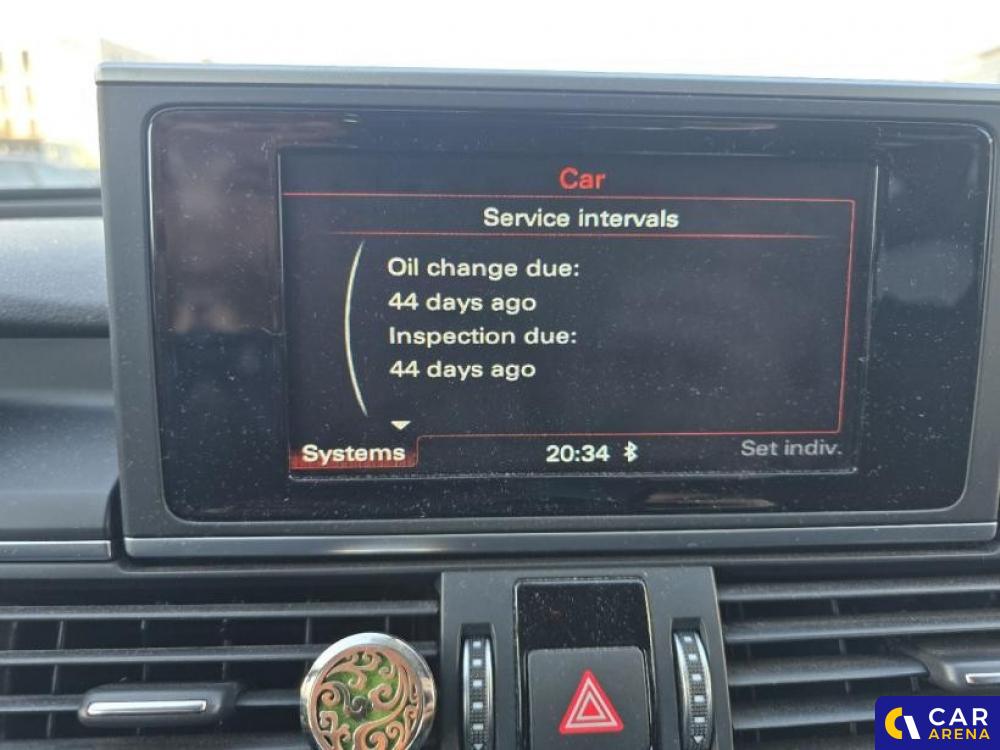 Car
Service intervals
Oil change due:
44 days ago
Inspection due:
44 days ago
Systems
20:34
Set indiv.
CAR
ARENA